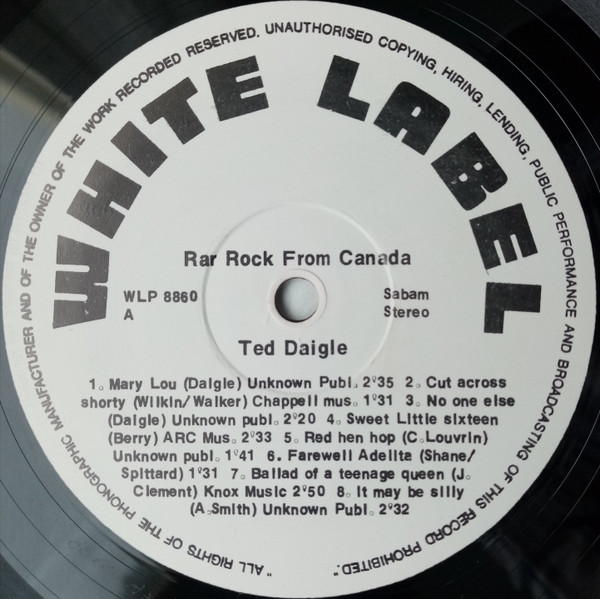 "ALL RIGHTS OF THE PHONOGRAPHIC MANUFACTURER AND OF THE OWNER OF THE WORK RECORDED RESERVED. UNAUTHORISED COPYING, HIRING, LENDING, PUBLIC PERFORMANCE AND BROADCASTING OF THIS RECORD PROHIBITED."
WHITE LABEL
Rar Rock From Canada
WLP 8860 Sabam
A Stereo
Ted Daigle
1. Mary Lou (Daigle) Unknown Publ. 2'35 2. Cut across
shorty (Wilkin/Walker) Chappell mus. 1'31 3. No one else
(Daigle) Unknown publ. 2'20 4. Sweet Little sixteen
(Berry) ARC Mus. 2'33 5. Red hen hop (C.Louvrin)
Unknown publ. 1'41 6. Farewell Adelita (Shane/
Spittard) 1'31 7. Ballad of a teenage queen (J.
Clement) Knox Music 2'50 8. It may be silly
(A.Smith) Unknown Publ. 2'32